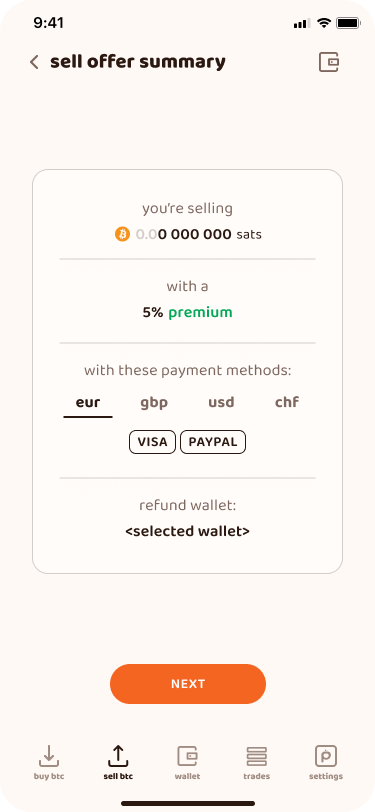 9:41
sell offer summary
you're selling
0.00 000 000 sats
with a
5% premium
with these payment methods:
eur gbp usd chf
VISA PAYPAL
refund wallet:
<selected wallet>
NEXT
buy btc sell btc wallet trades settings